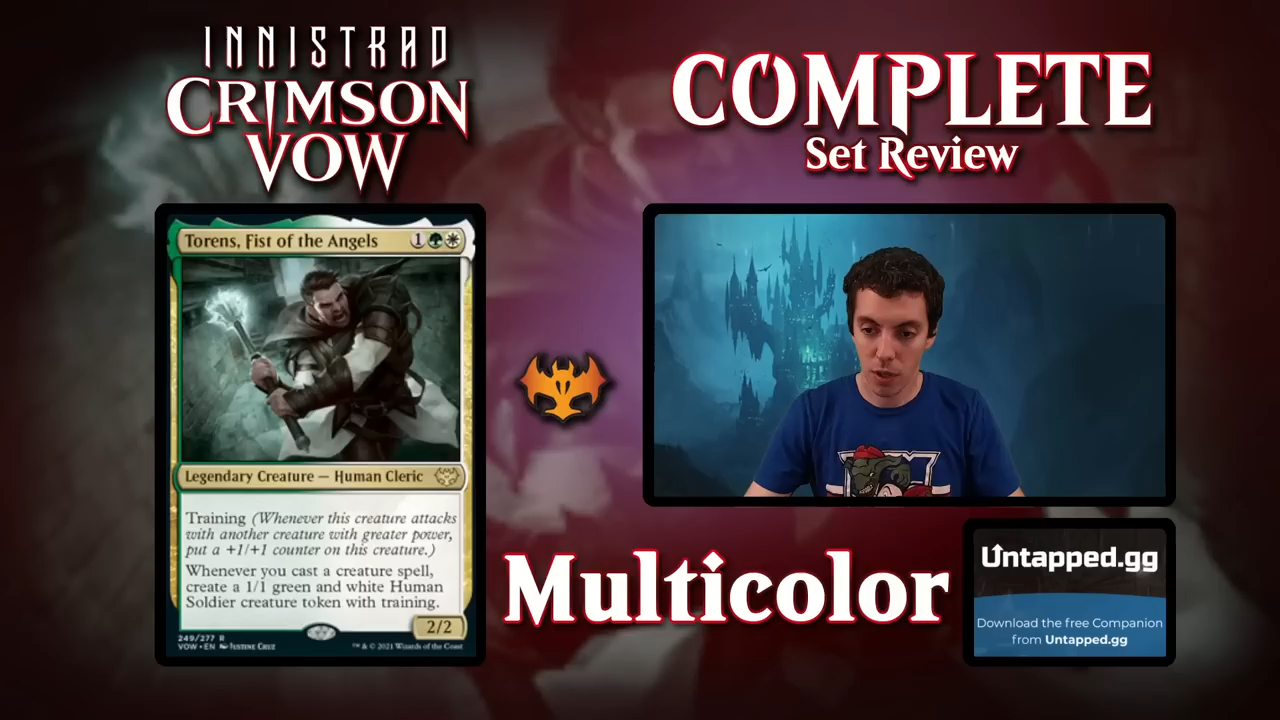 INNISTRAD
CRIMSON
VOW
COMPLETE
Set Review
Torens, Fist of the Angels 1
Legendary Creature — Human Cleric
Training (Whenever this creature attacks
with another creature with greater power,
put a +1/+1 counter on this creature.)
Whenever you cast a creature spell,
create a 1/1 green and white Human
Soldier creature token with training.
2/2
249/277 R
VOW • EN Justine Cruz
™ & © 2021 Wizards of the Coast
Multicolor
Untapped.gg
Download the free Companion
from Untapped.gg